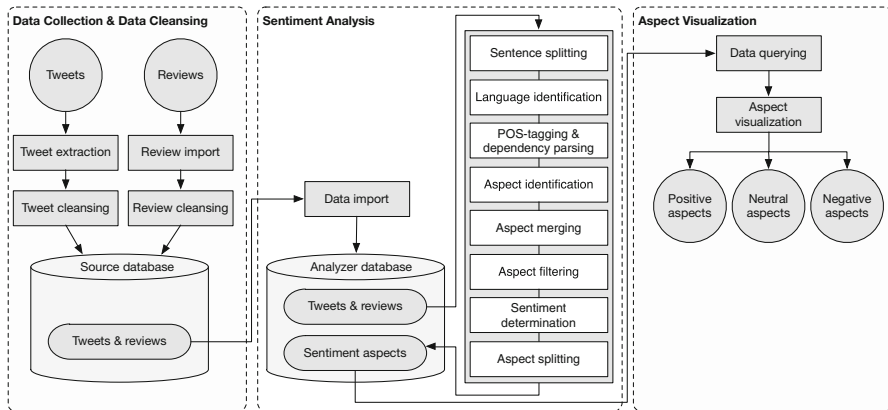 Data Collection & Data Cleansing
Tweets
Reviews
Tweet extraction
Review import
Tweet cleansing
Review cleansing
Source database
Tweets & reviews
Sentiment Analysis
Data import
Analyzer database
Tweets & reviews
Sentiment aspects
Sentence splitting
Language identification
POS-tagging &
dependency parsing
Aspect identification
Aspect merging
Aspect filtering
Sentiment
determination
Aspect splitting
Aspect Visualization
Data querying
Aspect
visualization
Positive
aspects
Neutral
aspects
Negative
aspects